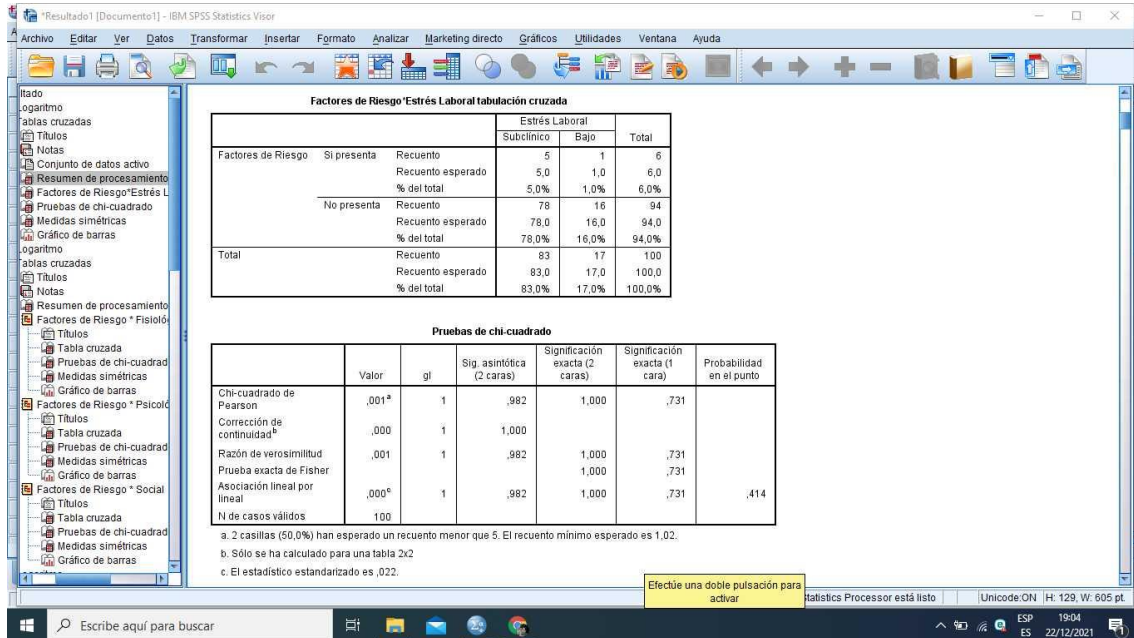 *Resultado1 [Documento1] - IBM SPSS Statistics Visor
Archivo Editar Ver Datos Transformar Insertar Formato Analizar Marketing directo Gráficos Utilidades Ventana Ayuda
ltado
Logaritmo
Tablas cruzadas
Títulos
Notas
Conjunto de datos activo
Resumen de procesamiento
Factores de Riesgo*Estrés L
Pruebas de chi-cuadrado
Medidas simétricas
Gráfico de barras
Logaritmo
Tablas cruzadas
Títulos
Notas
Resumen de procesamiento
Factores de Riesgo * Fisioló
Títulos
Tabla cruzada
Pruebas de chi-cuadrad
Medidas simétricas
Gráfico de barras
Factores de Riesgo * Psicoló
Títulos
Tabla cruzada
Pruebas de chi-cuadrad
Medidas simétricas
Gráfico de barras
Factores de Riesgo * Social
Títulos
Tabla cruzada
Pruebas de chi-cuadrad
Medidas simétricas
Gráfico de barras
Factores de Riesgo*Estrés Laboral tabulación cruzada
Estrés Laboral
Subclínico Bajo Total
Factores de Riesgo Si presenta Recuento 5 1 6
Recuento esperado 5,0 1,0 6,0
% del total 5,0% 1,0% 6,0%
No presenta Recuento 78 16 94
Recuento esperado 78,0 16,0 94,0
% del total 78,0% 16,0% 94,0%
Total Recuento 83 17 100
Recuento esperado 83,0 17,0 100,0
% del total 83,0% 17,0% 100,0%
Pruebas de chi-cuadrado
Valor gl Sig. asintótica (2 caras) Significación exacta (2 caras) Significación exacta (1 cara) Probabilidad en el punto
Chi-cuadrado de Pearson ,001a 1 ,982 1,000 ,731
Corrección de continuidadb ,000 1 1,000
Razón de verosimilitud ,001 1 ,982 1,000 ,731
Prueba exacta de Fisher 1,000 ,731
Asociación lineal por lineal ,000c 1 ,982 1,000 ,731 ,414
N de casos válidos 100
a. 2 casillas (50,0%) han esperado un recuento menor que 5. El recuento mínimo esperado es 1,02.
b. Sólo se ha calculado para una tabla 2x2
c. El estadístico estandarizado es ,022.
Efectúe una doble pulsación para activar
Statistics Processor está listo Unicode:ON H: 129, W: 605 pt.
Escribe aquí para buscar
ESP 19:04
ES 22/12/2021